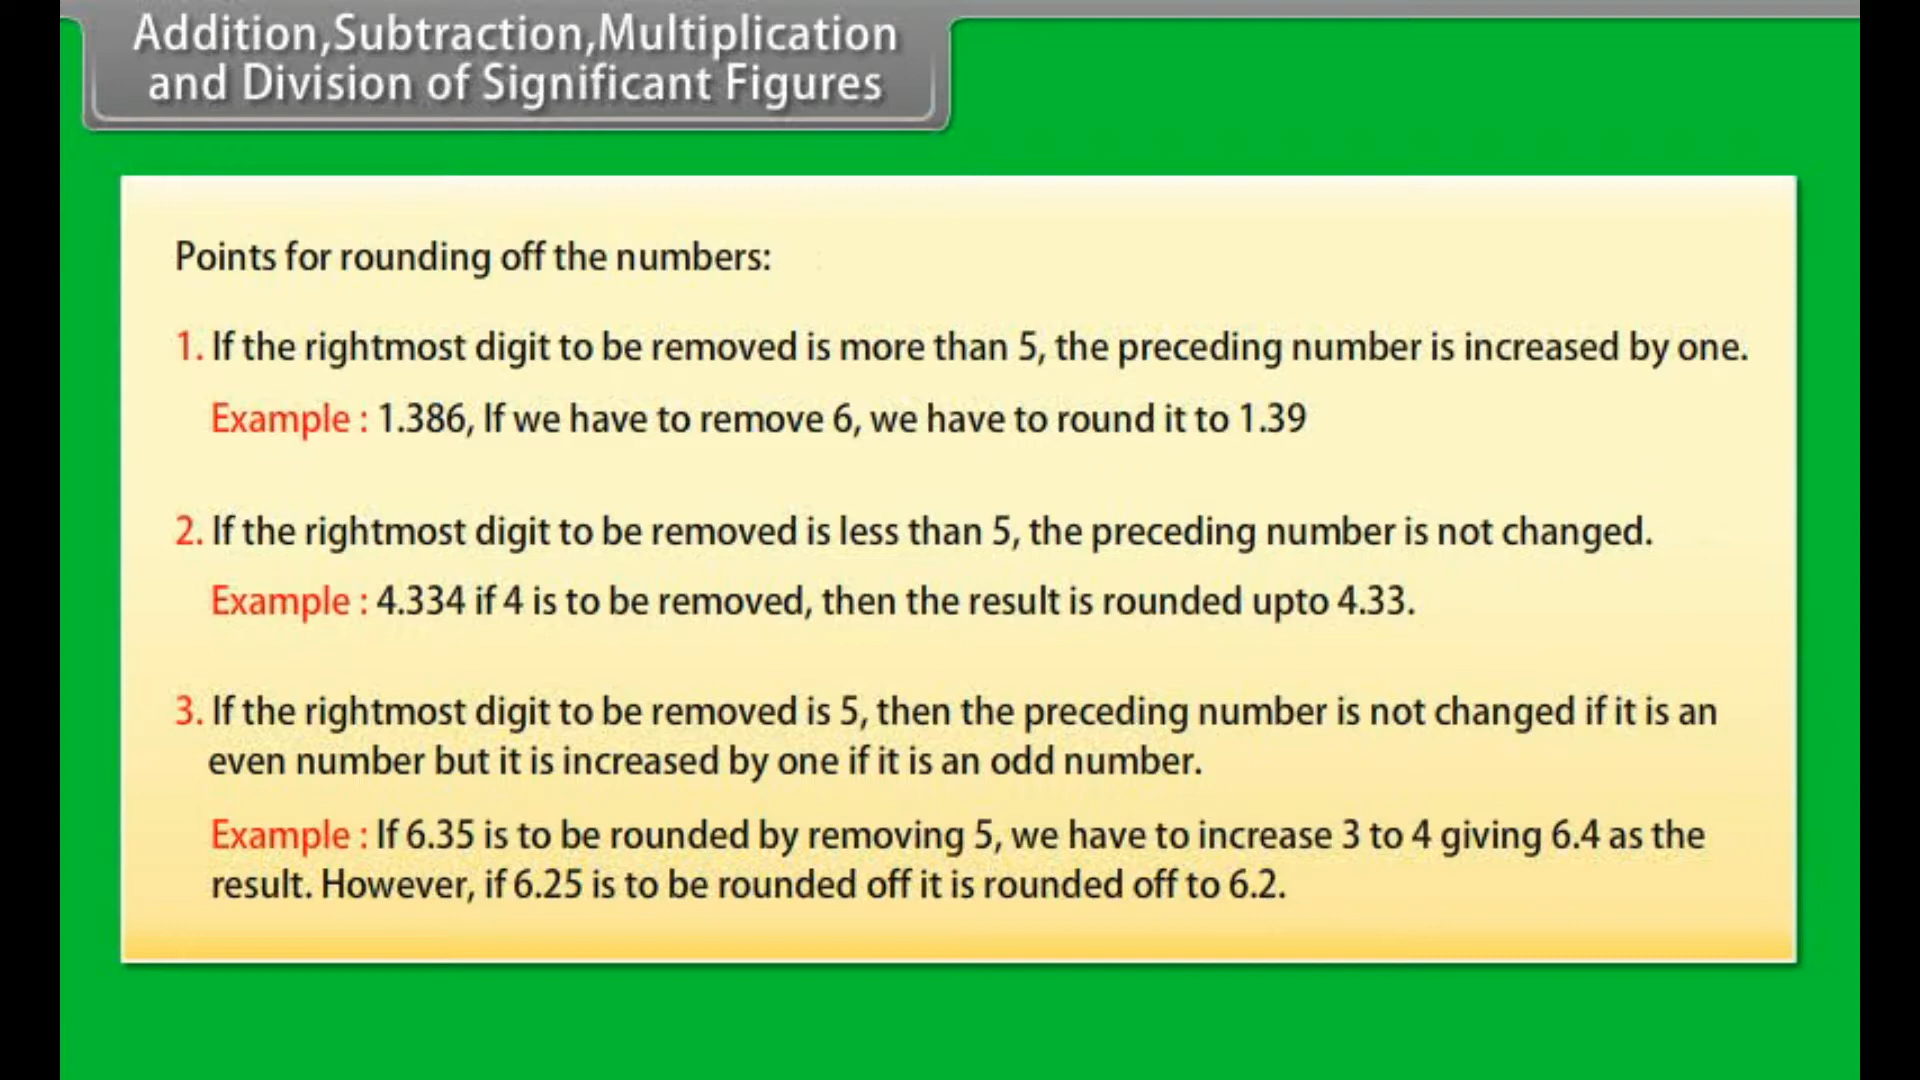 Addition,Subtraction,Multiplication
and Division of Significant Figures
Points for rounding off the numbers:
1. If the rightmost digit to be removed is more than 5, the preceding number is increased by one.
Example : 1.386, If we have to remove 6, we have to round it to 1.39
2. If the rightmost digit to be removed is less than 5, the preceding number is not changed.
Example : 4.334 if 4 is to be removed, then the result is rounded upto 4.33.
3. If the rightmost digit to be removed is 5, then the preceding number is not changed if it is an
even number but it is increased by one if it is an odd number.
Example : If 6.35 is to be rounded by removing 5, we have to increase 3 to 4 giving 6.4 as the
result. However, if 6.25 is to be rounded off it is rounded off to 6.2.